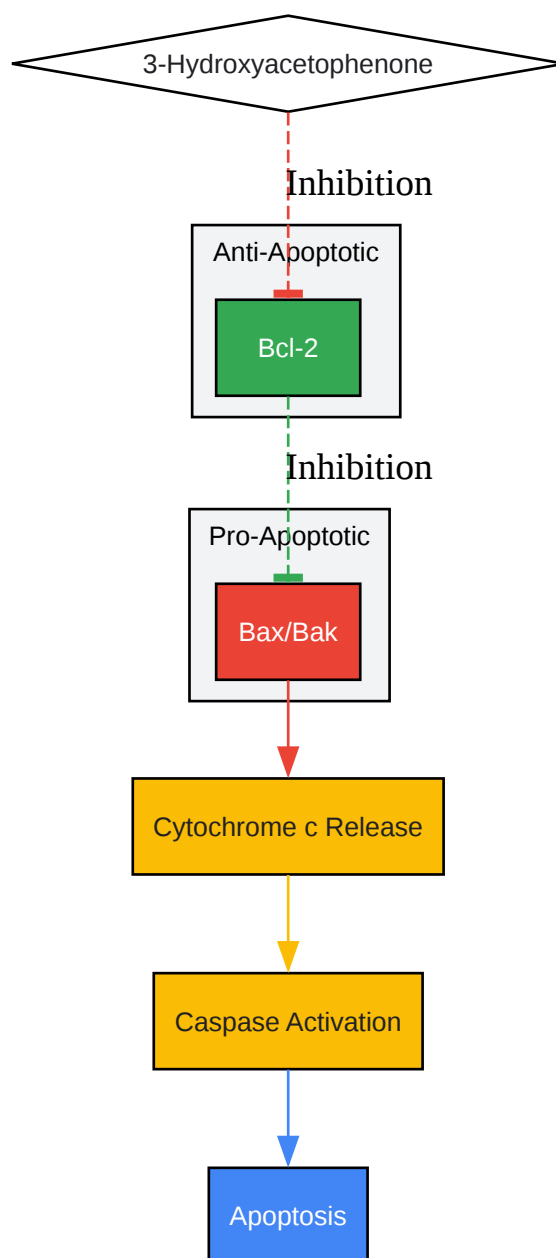 3-Hydroxyacetophenone
Inhibition
Anti-Apoptotic
Bcl-2
Inhibition
Pro-Apoptotic
Bax/Bak
Cytochrome c Release
Caspase Activation
Apoptosis